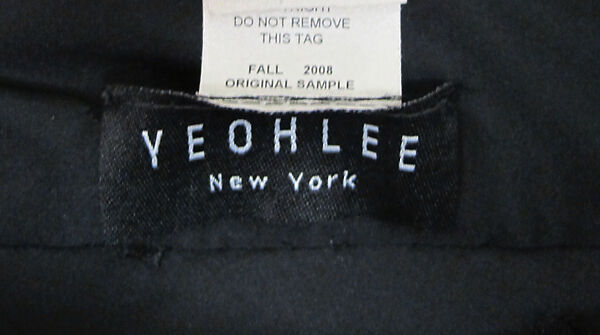 DO NOT REMOVE
THIS TAG
FALL 2008
ORIGINAL SAMPLE
YEOHLEE
New York